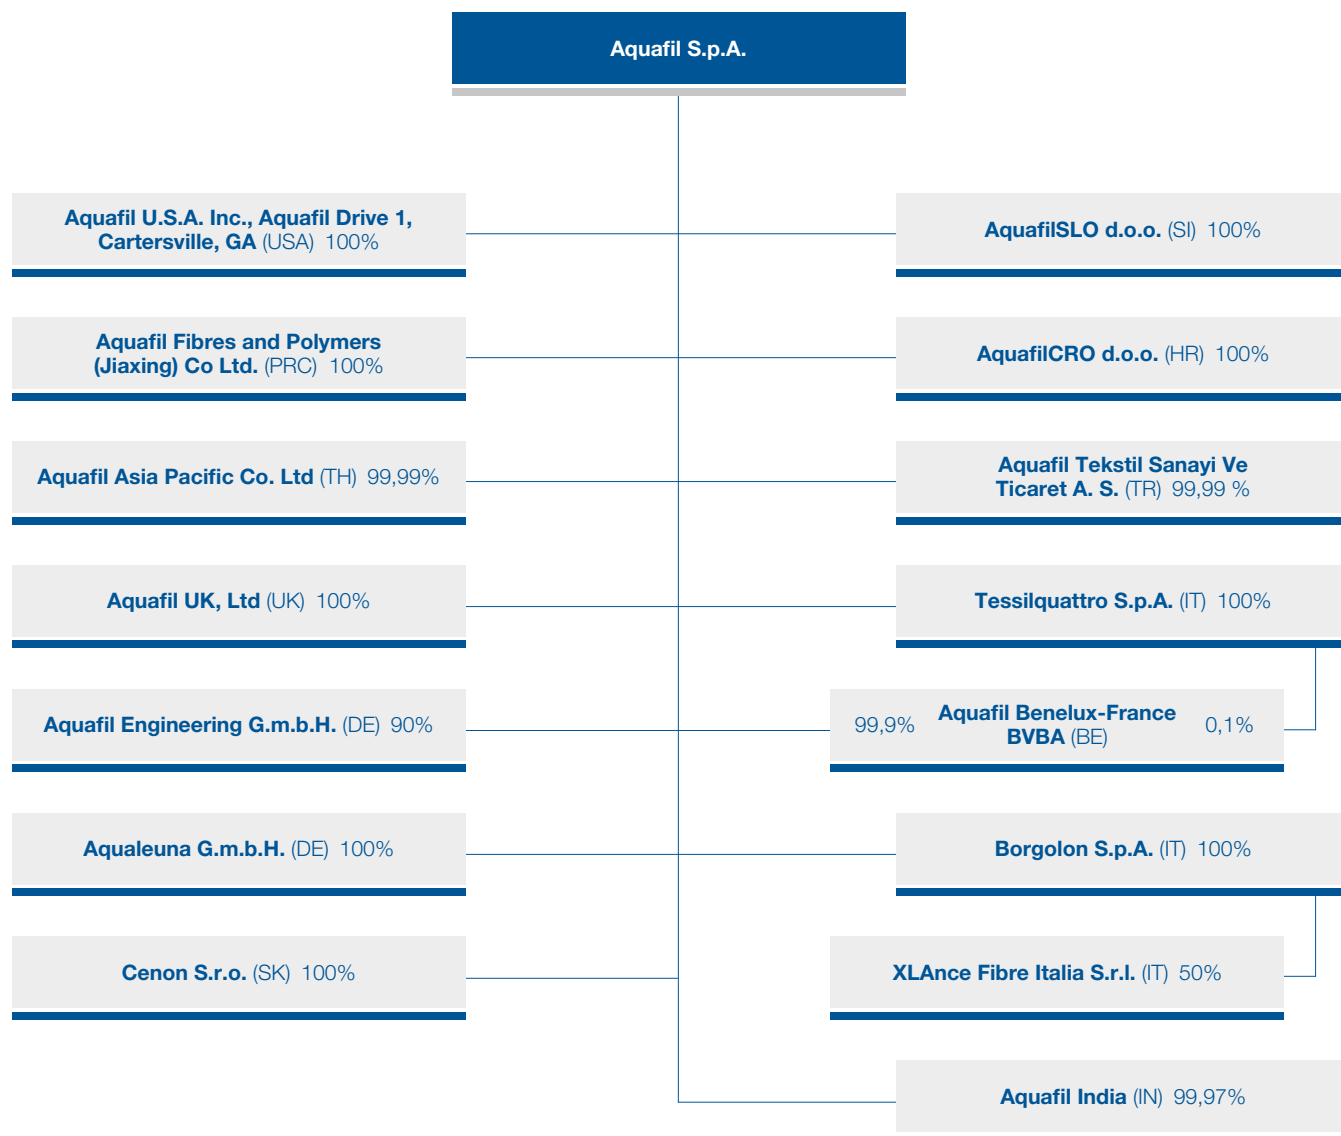 Aquafil S.p.A.
Aquafil U.S.A. Inc., Aquafil Drive 1,
Cartersville, GA (USA) 100%
AquafilSLO d.o.o. (SI) 100%
Aquafil Fibres and Polymers
(Jiaxing) Co Ltd. (PRC) 100%
AquafilCRO d.o.o. (HR) 100%
Aquafil Asia Pacific Co. Ltd (TH) 99,99%
Aquafil Tekstil Sanayi Ve
Ticaret A. S. (TR) 99,99 %
Aquafil UK, Ltd (UK) 100%
Tessilquattro S.p.A. (IT) 100%
Aquafil Engineering G.m.b.H. (DE) 90%
99,9% Aquafil Benelux-France 0,1%
BVBA (BE)
Aqualeuna G.m.b.H. (DE) 100%
Borgolon S.p.A. (IT) 100%
Cenon S.r.o. (SK) 100%
XLAnce Fibre Italia S.r.l. (IT) 50%
Aquafil India (IN) 99,97%